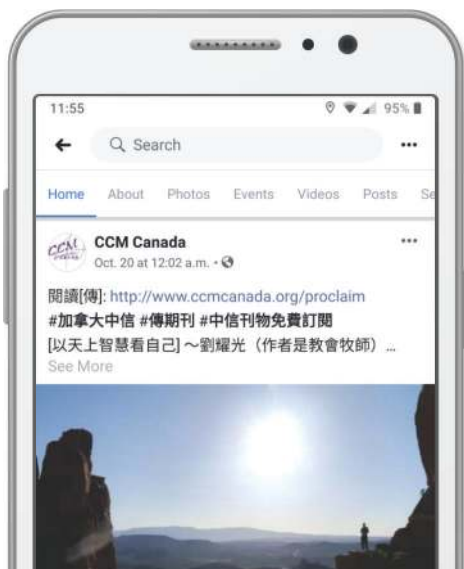 11:55 95%
Search
Home About Photos Events Videos Posts Se
CCM
CCM Canada
Oct. 20 at 12:02 a.m.
閱讀[傳]: http://www.ccmcanada.org/proclaim
#加拿大中信 #傳期刊 #中信刊物免費訂閱
[以天上智慧看自己]～劉耀光（作者是教會牧師）...
See More